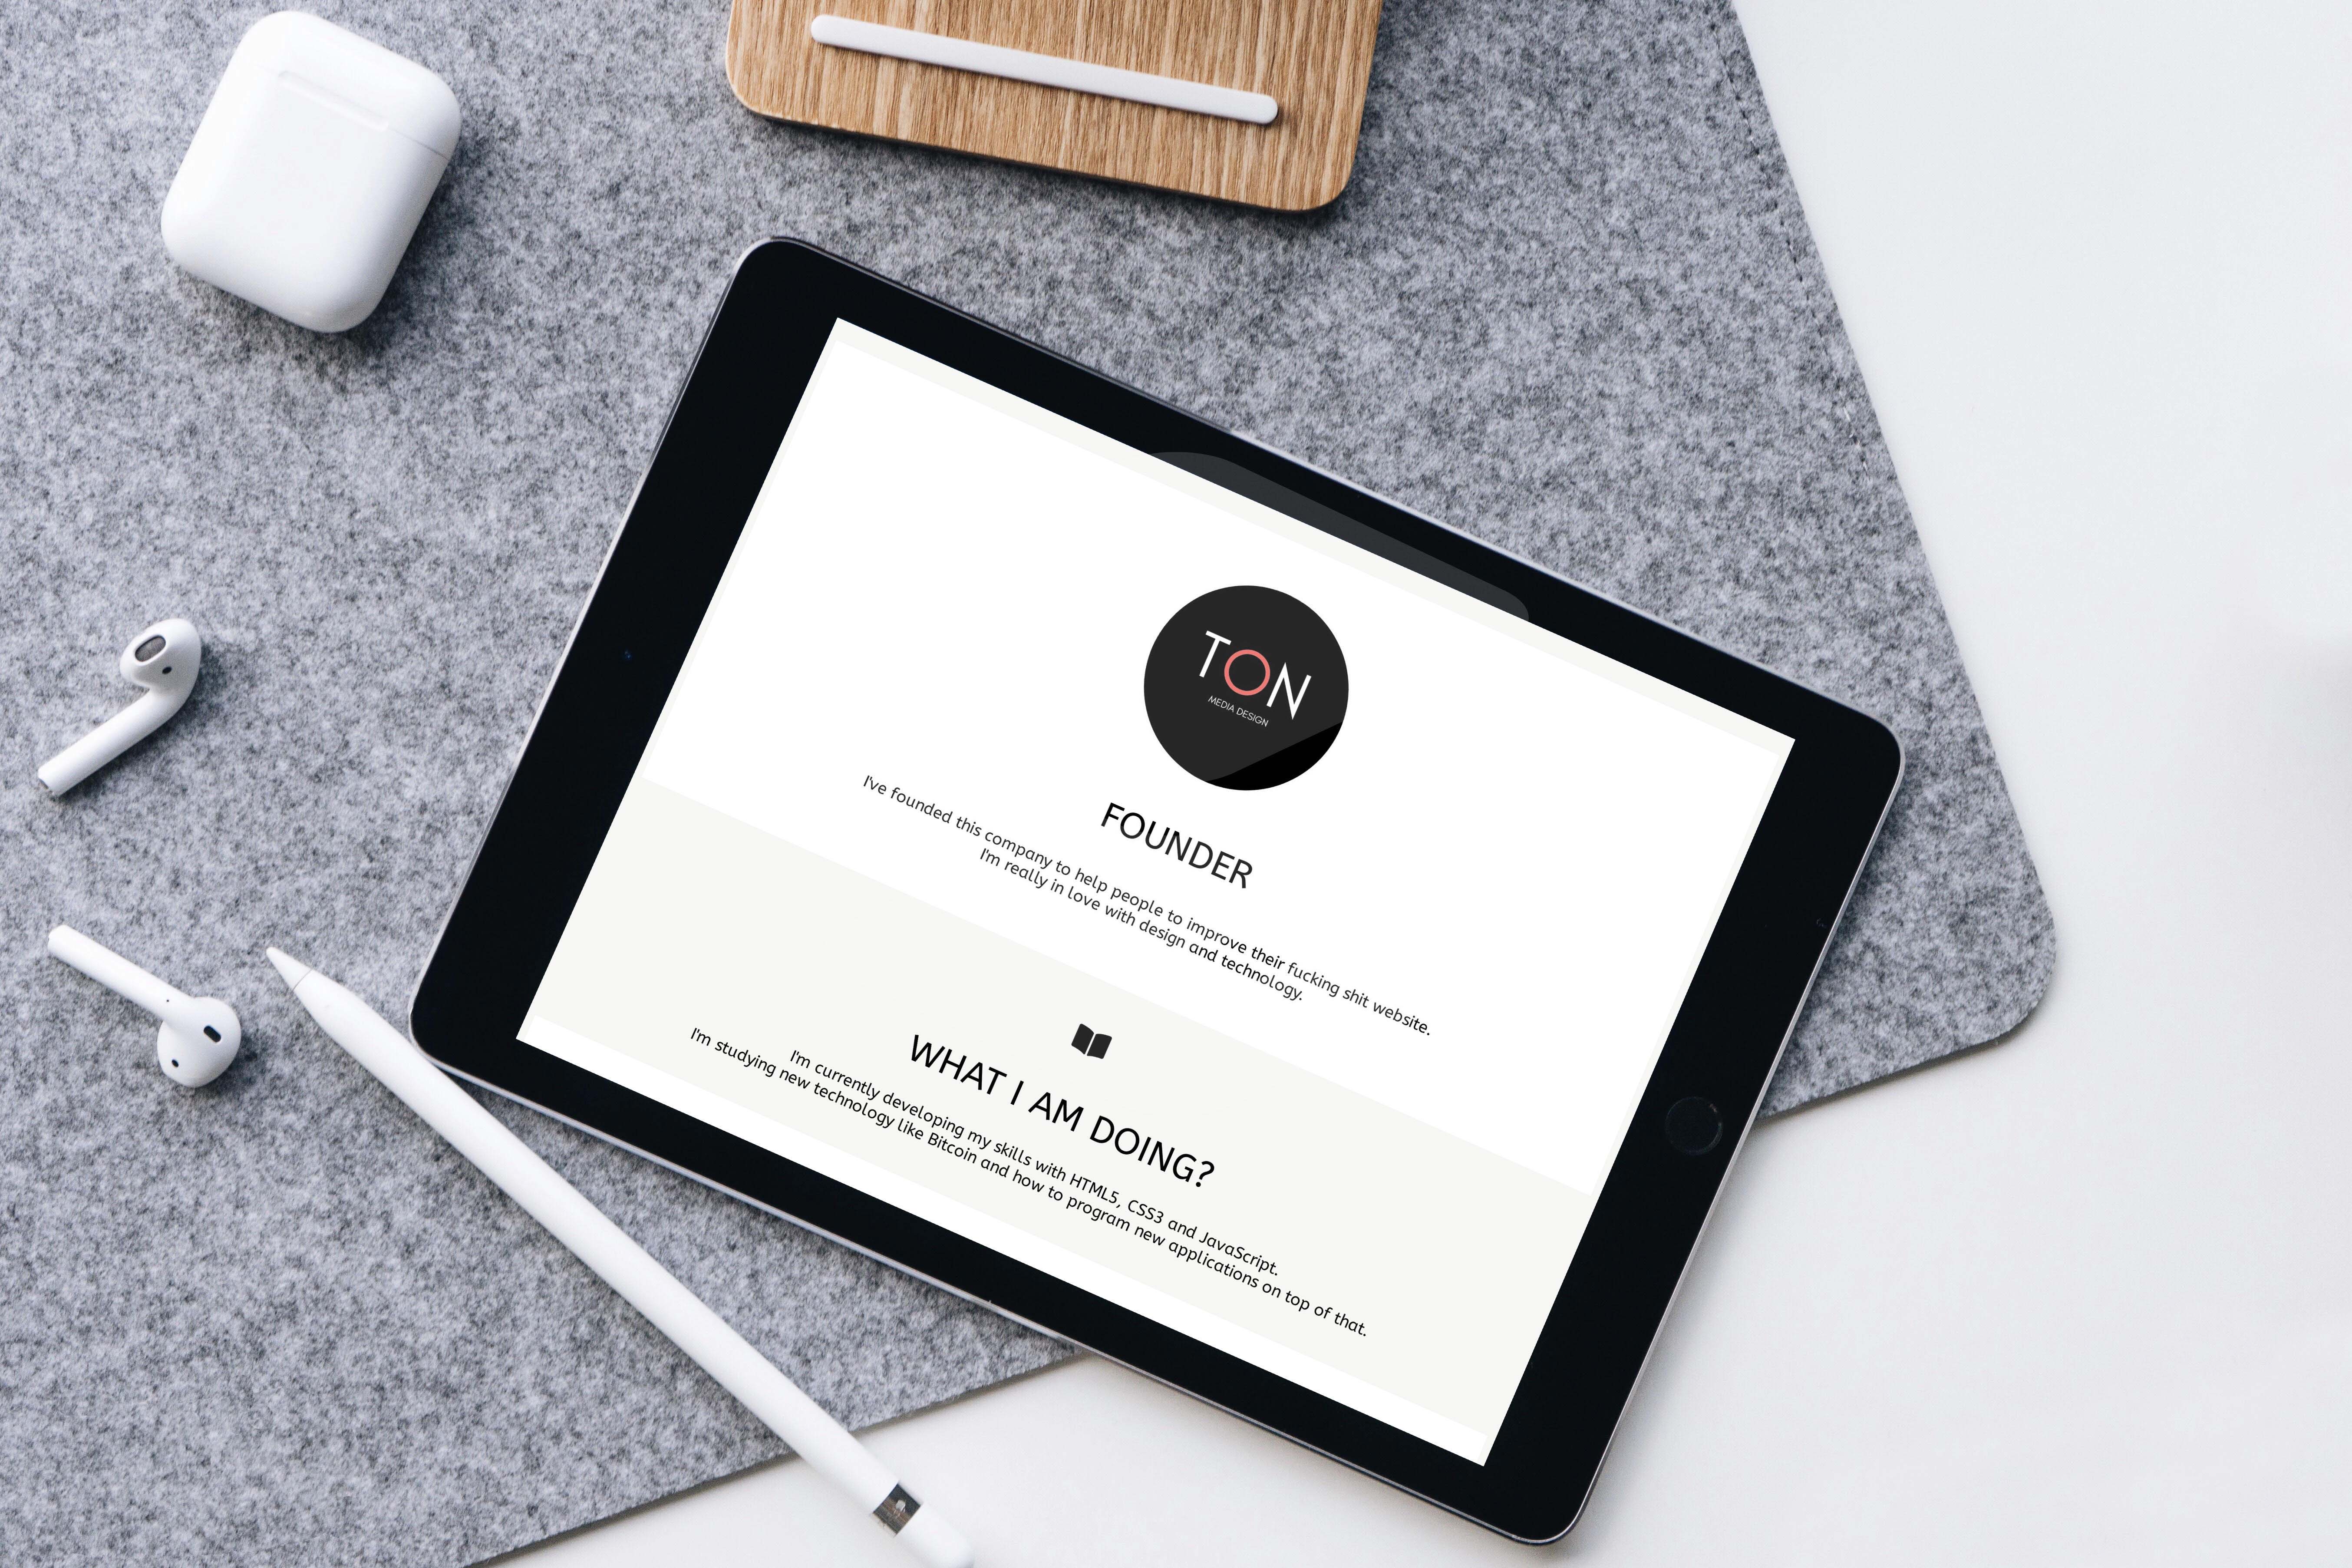 TON
MEDIA DESIGN
FOUNDER
I've founded this company to help people to improve their fucking shit website.
I'm really in love with design and technology.
WHAT I AM DOING?
I'm currently developing my skills with HTML5, CSS3 and JavaScript.
I'm studying new technology like Bitcoin and how to program new applications on top of that.